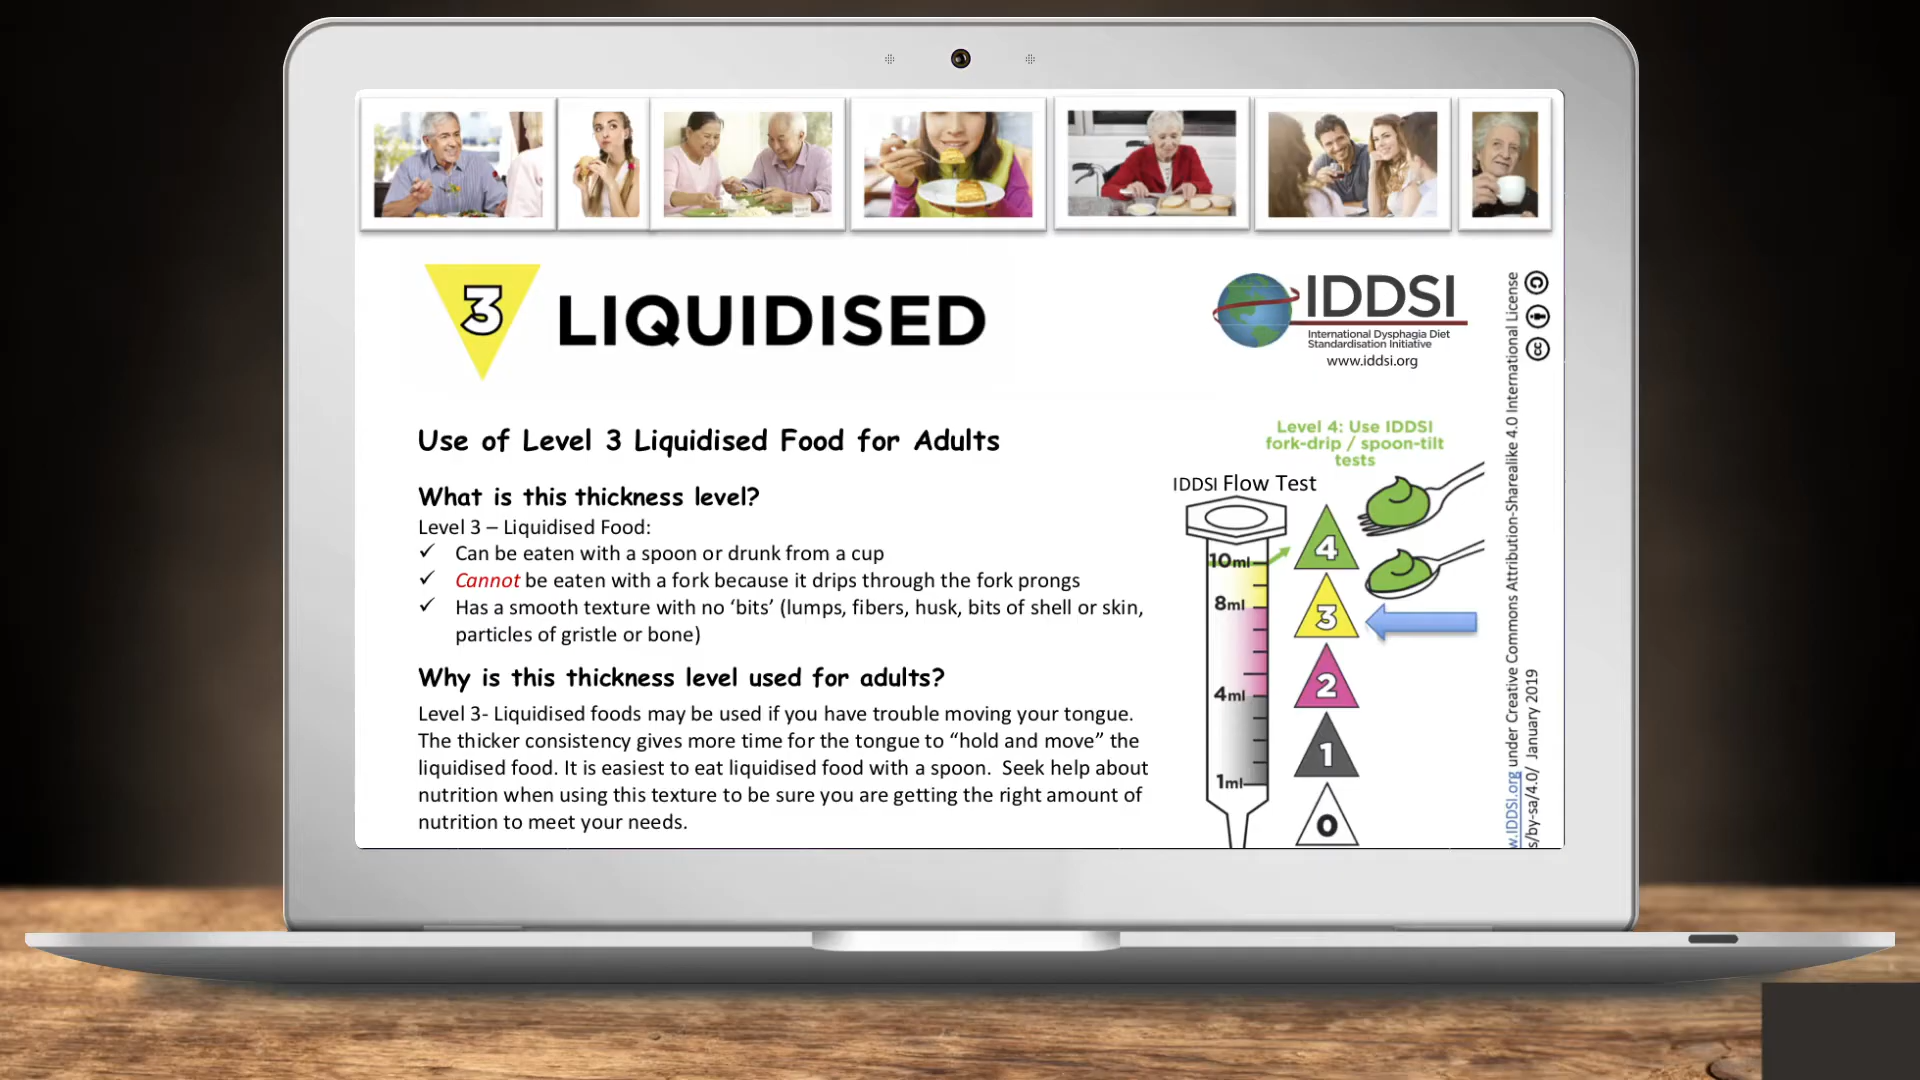 3 LIQUIDISED
IDDSI
International Dysphagia Diet
Standardisation Initiative
www.iddsi.org
Use of Level 3 Liquidised Food for Adults
What is this thickness level?
Level 3 – Liquidised Food:
✓ Can be eaten with a spoon or drunk from a cup
✓ Cannot be eaten with a fork because it drips through the fork prongs
✓ Has a smooth texture with no ‘bits’ (lumps, fibers, husk, bits of shell or skin,
particles of gristle or bone)
Why is this thickness level used for adults?
Level 3- Liquidised foods may be used if you have trouble moving your tongue.
The thicker consistency gives more time for the tongue to “hold and move” the
liquidised food. It is easiest to eat liquidised food with a spoon.  Seek help about
nutrition when using this texture to be sure you are getting the right amount of
nutrition to meet your needs.
Level 4: Use IDDSI
fork-drip / spoon-tilt
tests
IDDSI Flow Test
10ml
8ml
4ml
1ml
4
3
2
1
0
w.IDDSI.org under Creative Commons Attribution-Sharealike 4.0 International License
s/by-sa/4.0/ January 2019
cc